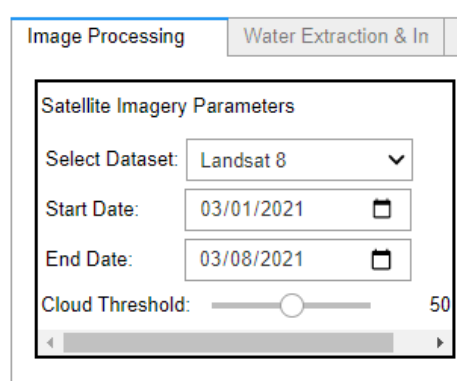 Image Processing
Water Extraction & In
Satellite Imagery Parameters
Select Dataset: Landsat 8
Start Date: 03/01/2021
End Date: 03/08/2021
Cloud Threshold: 50